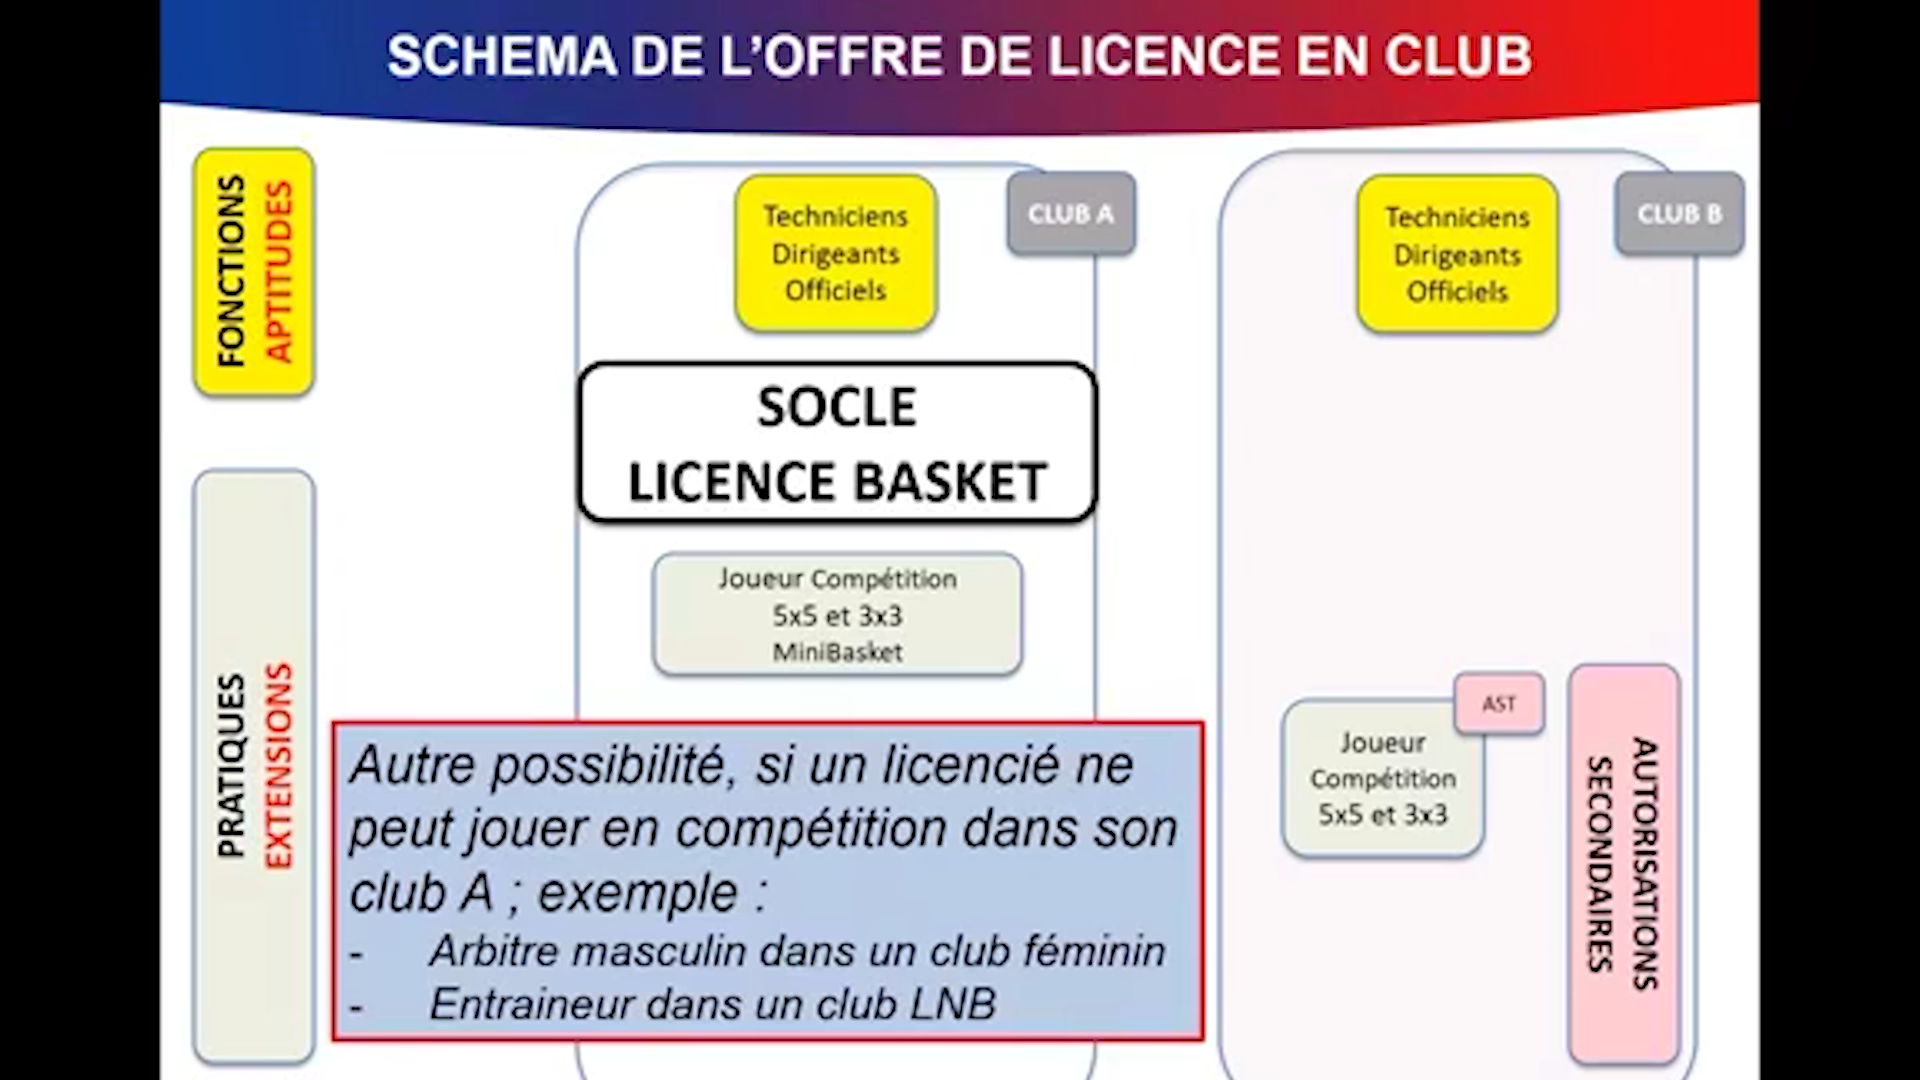 SCHEMA DE L’OFFRE DE LICENCE EN CLUB
FONCTIONS
APTITUDES
Techniciens
Dirigeants
Officiels
CLUB A
Techniciens
Dirigeants
Officiels
CLUB B
SOCLE
LICENCE BASKET
PRATIQUES
EXTENSIONS
Joueur Compétition
5x5 et 3x3
MiniBasket
Autre possibilité, si un licencié ne
peut jouer en compétition dans son
club A ; exemple :
- Arbitre masculin dans un club féminin
- Entraineur dans un club LNB
AST
Joueur
Compétition
5x5 et 3x3
AUTORISATIONS
SECONDAIRES